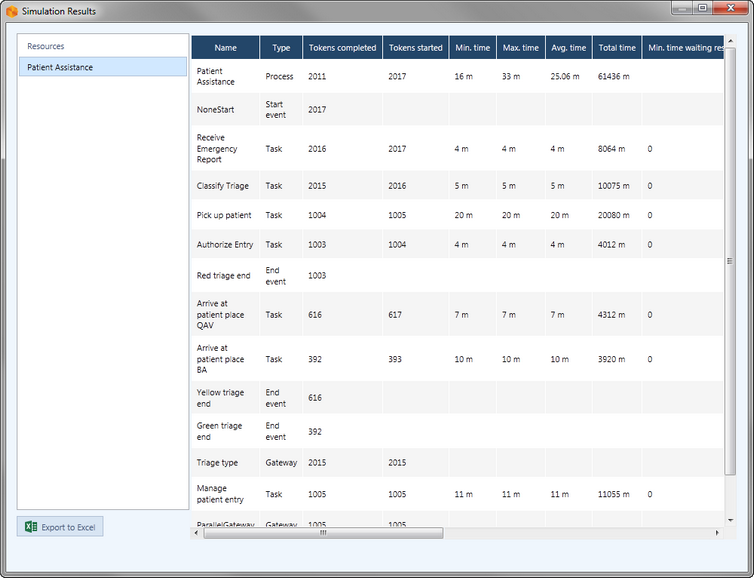 Simulation Results
Resources
Patient Assistance
Name Type Tokens completed Tokens started Min. time Max. time Avg. time Total time Min. time waiting res
Patient
Assistance Process 2011 2017 16 m 33 m 25.06 m 61436 m
NoneStart Start
event 2017
Receive
Emergency
Report Task 2016 2017 4 m 4 m 4 m 8064 m 0
Classify Triage Task 2015 2016 5 m 5 m 5 m 10075 m 0
Pick up patient Task 1004 1005 20 m 20 m 20 m 20080 m 0
Authorize Entry Task 1003 1004 4 m 4 m 4 m 4012 m 0
Red triage end End
event 1003
Arrive at
patient place
QAV Task 616 617 7 m 7 m 7 m 4312 m 0
Arrive at
patient place
BA Task 392 393 10 m 10 m 10 m 3920 m 0
Yellow triage
end End
event 616
Green triage
end End
event 392
Triage type Gateway 2015 2015
Manage
patient entry Task 1005 1005 11 m 11 m 11 m 11055 m 0
ParallelGateway Gateway 1005 1005
Export to Excel